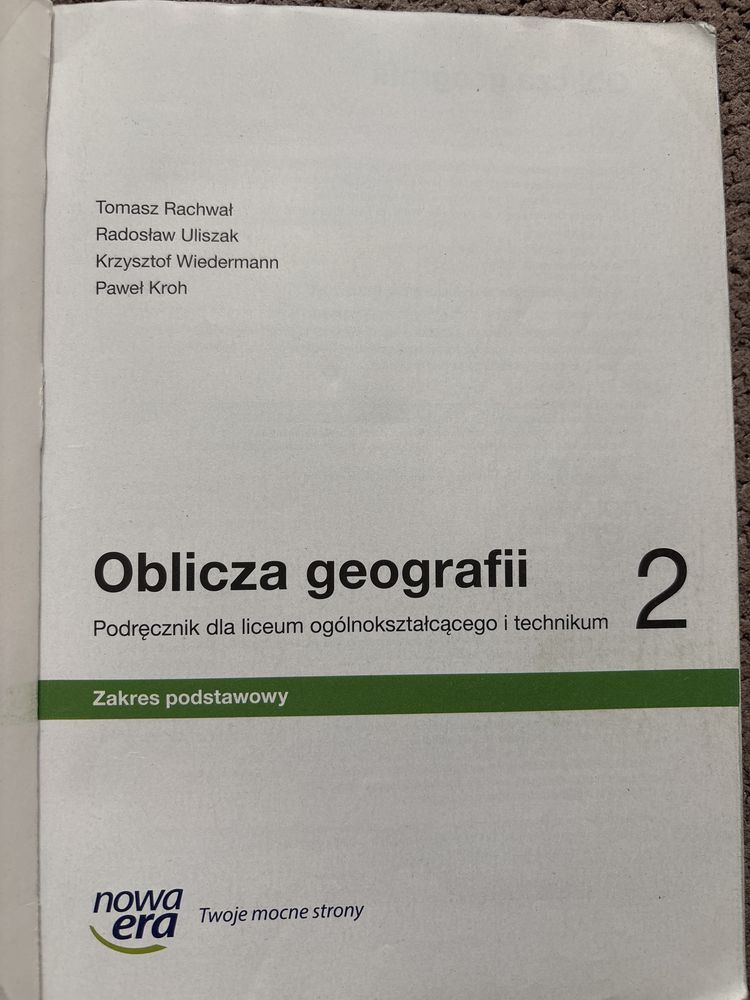 Tomasz Rachwał
Radosław Uliszak
Krzysztof Wiedermann
Paweł Kroh
Oblicza geografii 2
Podręcznik dla liceum ogólnokształcącego i technikum
Zakres podstawowy
nowa
era
Twoje mocne strony